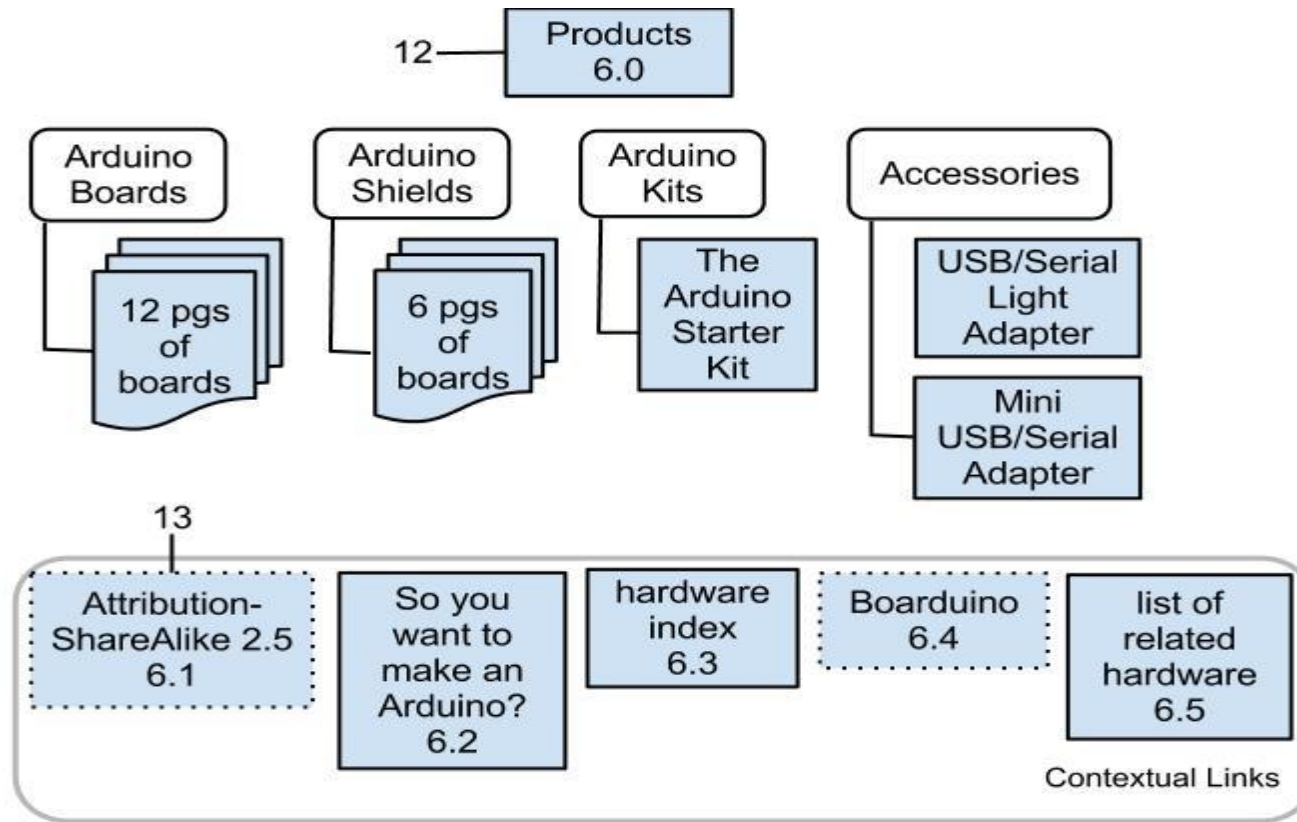 12
Products
6.0
Arduino
Boards
Arduino
Shields
Arduino
Kits
Accessories
12 pgs
of
boards
6 pgs
of
boards
The
Arduino
Starter
Kit
USB/Serial
Light
Adapter
Mini
USB/Serial
Adapter
13
Attribution-
ShareAlike 2.5
6.1
So you
want to
make an
Arduino?
6.2
hardware
index
6.3
Boarduino
6.4
list of
related
hardware
6.5
Contextual Links